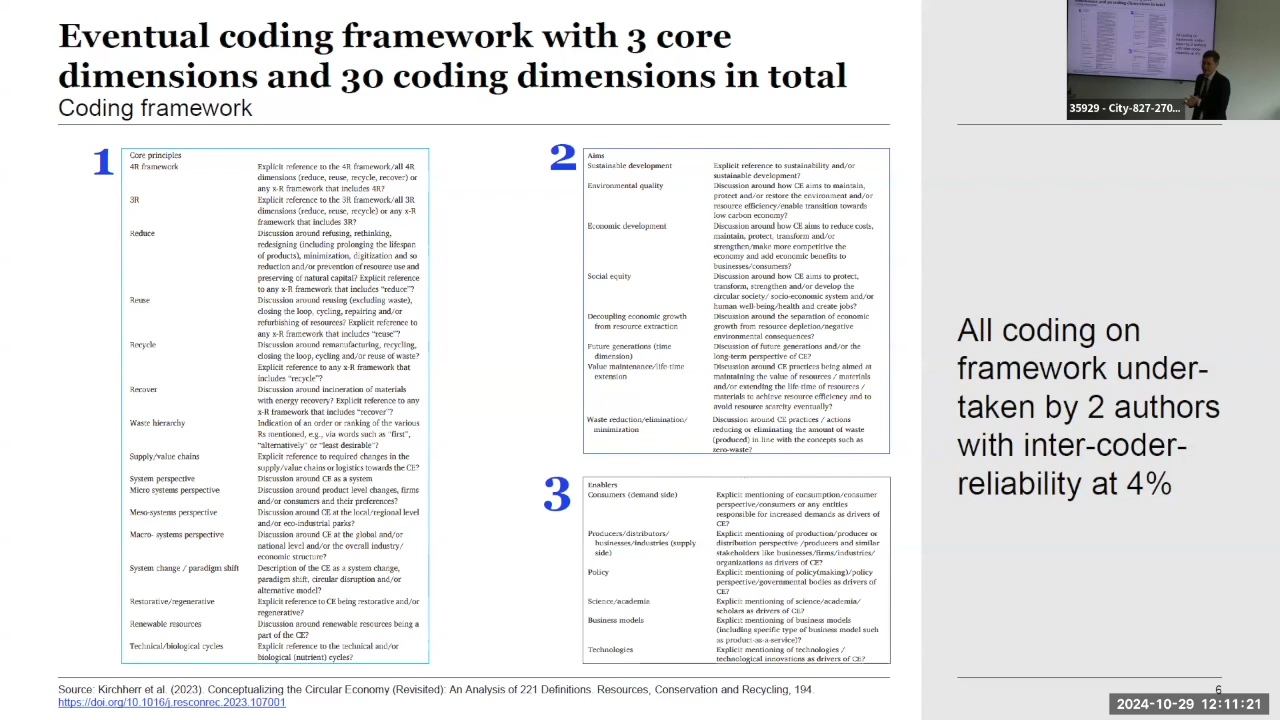 Eventual coding framework with 3 core
dimensions and 30 coding dimensions in total
Coding framework
1
Core principles
4R framework Explicit reference to the 4R framework/all 4R
dimensions (reduce, reuse, recycle, recover) or
any x-R framework that includes 4R?
3R Explicit reference to the 3R framework/all 3R
dimensions (reduce, reuse, recycle) or any x-R
framework that includes 3R?
Reduce Discussion around refusing, rethinking,
redesigning (including prolonging the lifespan
of products), minimization, digitization and so
reduction and/or prevention of resource use and
preserving of natural capital? Explicit reference
to any x-R framework that includes “reduce”?
Reuse Discussion around reusing (excluding waste),
closing the loop, cycling, repairing and/or
refurbishing of resources? Explicit reference to
any x-R framework that includes “reuse”?
Recycle Discussion around remanufacturing, recycling,
closing the loop, cycling and/or reuse of waste?
Explicit reference to any x-R framework that
includes “recycle”?
Recover Discussion around incineration of materials
with energy recovery? Explicit reference to any
x-R framework that includes “recover”?
Waste hierarchy Indication of an order or ranking of the various
Rs mentioned, e.g., via words such as “first”,
“alternatively” or “least desirable”?
Supply/value chains Explicit reference to required changes in the
supply/value chains or logistics towards the CE?
System perspective Discussion around CE as a system
Micro systems perspective Discussion around product level changes, firms
and/or consumers and their preferences?
Meso-systems perspective Discussion around CE at the local/regional level
and/or eco-industrial parks?
Macro- systems perspective Discussion around CE at the global and/or
national level and/or the overall industry/
economic structure?
System change / paradigm shift Description of the CE as a system change,
paradigm shift, circular disruption and/or
alternative model?
Restorative/regenerative Explicit reference to CE being restorative and/or
regenerative?
Renewable resources Discussion around renewable resources being a
part of the CE?
Technical/biological cycles Explicit reference to the technical and/or
biological (nutrient) cycles?
2
Aims
Sustainable development Explicit reference to sustainability and/or
sustainable development?
Environmental quality Discussion around how CE aims to maintain,
protect and/or restore the environment and/or
resource efficiency/enable transition towards
low carbon economy?
Economic development Discussion around how CE aims to reduce costs,
maintain, protect, transform and/or
strengthen/make more competitive the
economy and add economic benefits to
businesses/consumers?
Social equity Discussion around how CE aims to protect,
transform, strengthen and/or develop the
circular society/ socio-economic system and/or
human well-being/health and create jobs?
Decoupling economic growth Discussion around the separation of economic
from resource extraction growth from resource depletion/negative
environmental consequences?
Future generations (time Discussion of future generations and/or the
dimension) long-term perspective of CE?
Value maintenance/life-time Discussion around CE practices being aimed at
extension maintaining the value of resources / materials
and/or extending the life-time of resources /
materials to achieve resource efficiency and to
avoid resource scarcity eventually?
Waste reduction/elimination/ Discussion around CE practices / actions
minimization reducing or eliminating the amount of waste
(produced) in line with the concepts such as
zero-waste?
3
Enablers
Consumers (demand side) Explicit mentioning of consumption/consumer
perspective/consumers or any entities
responsible for increased demands as drivers of
CE?
Producers/distributors/ Explicit mentioning of production/producer or
businesses/industries (supply distribution perspective /producers and similar
side) stakeholders like businesses/firms/industries/
organizations as drivers of CE?
Policy Explicit mentioning of policy(making)/policy
perspective/governmental bodies as drivers of
CE?
Science/academia Explicit mentioning of science/academia/
scholars as drivers of CE?
Business models Explicit mentioning of business models
(including specific type of business model such
as product-as-a-service)?
Technologies Explicit mentioning of technologies /
technological innovations as drivers of CE?
All coding on
framework under-
taken by 2 authors
with inter-coder-
reliability at 4%
Source: Kirchherr et al. (2023). Conceptualizing the Circular Economy (Revisited): An Analysis of 221 Definitions. Resources, Conservation and Recycling, 194.
https://doi.org/10.1016/j.resconrec.2023.107001
6
35929 - City-827-270...
2024-10-29 12:11:21